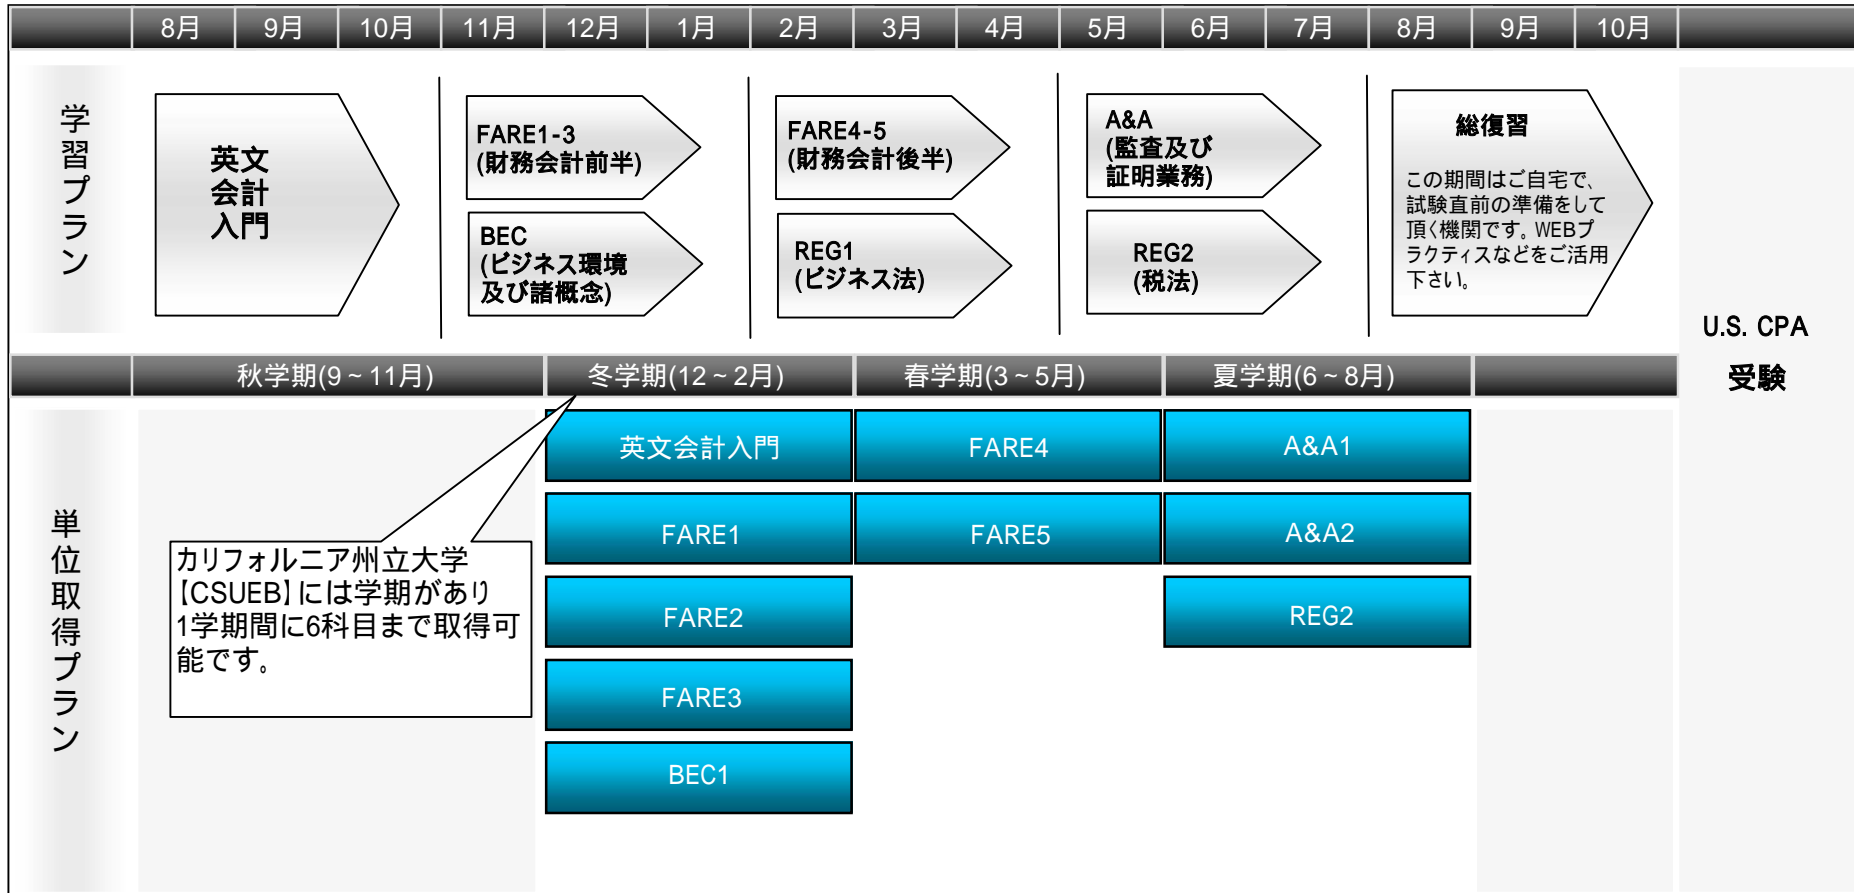 8月 9月 10月 11月 12月 1月 2月 3月 4月 5月 6月 7月 8月 9月 10月
学習プラン
英文
会計
入門
FARE1-3
(財務会計前半)
BEC
(ビジネス環境
及び諸概念)
FARE4-5
(財務会計後半)
REG1
(ビジネス法)
A&A
(監査及び
証明業務)
REG2
(税法)
総復習
この期間はご自宅で、
試験直前の準備をして
頂く機関です。WEBプ
ラクティスなどをご活用
下さい。
U.S. CPA
受験
秋学期(9~11月) 冬学期(12~2月) 春学期(3~5月) 夏学期(6~8月)
単位取得プラン
カリフォルニア州立大学
【CSUEB】には学期があり
1学期間に6科目まで取得可
能です。
英文会計入門 FARE4 A&A1
FARE1 FARE5 A&A2
FARE2 REG2
FARE3
BEC1